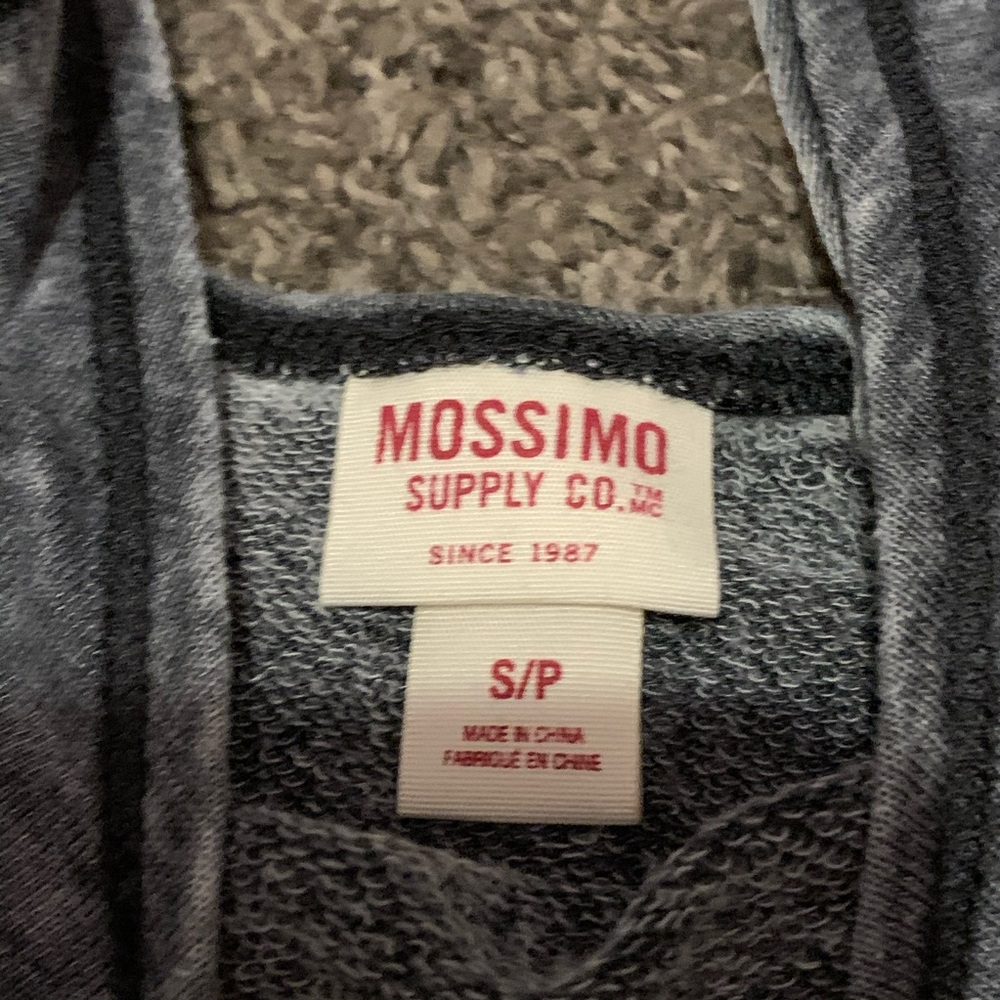 MOSSIMO
SUPPLY CO.™ MC
SINCE 1987
S/P
MADE IN CHINA
FABRIQUÉ EN CHINE